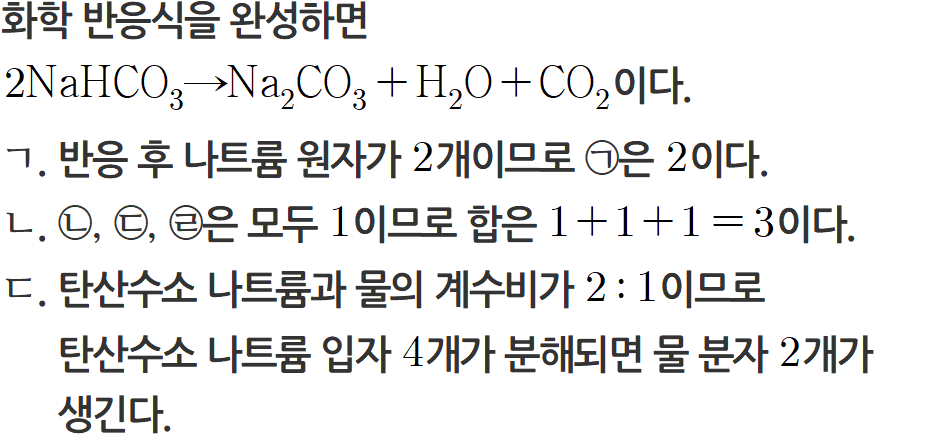 화학 반응식을 완성하면
2NaHCO₃→Na₂CO₃+H₂O+CO₂이다.
ㄱ. 반응 후 나트륨 원자가 2개이므로 ㉠은 2이다.
ㄴ. ㉡, ㉢, ㉣은 모두 1이므로 합은 1+1+1=3이다.
ㄷ. 탄산수소 나트륨과 물의 계수비가 2 : 1이므로
탄산수소 나트륨 입자 4개가 분해되면 물 분자 2개가
생긴다.